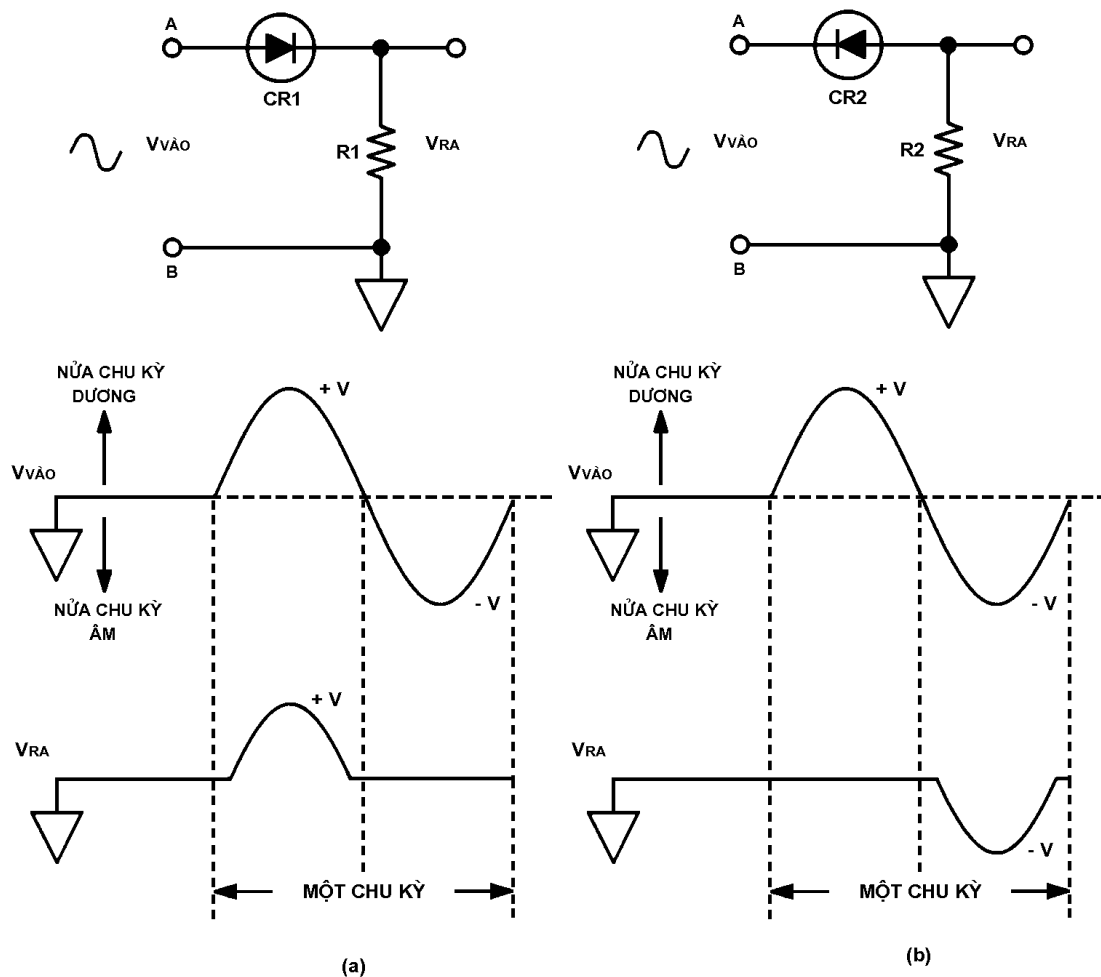 A
CR1
VVÀO
R1
VRA
B
A
CR2
VVÀO
R2
VRA
B
NỬA CHU KỲ
DƯƠNG
VVÀO
+ V
- V
NỬA CHU KỲ
ÂM
VRA
+ V
MỘT CHU KỲ
(a)
NỬA CHU KỲ
DƯƠNG
VVÀO
+ V
- V
NỬA CHU KỲ
ÂM
VRA
- V
MỘT CHU KỲ
(b)